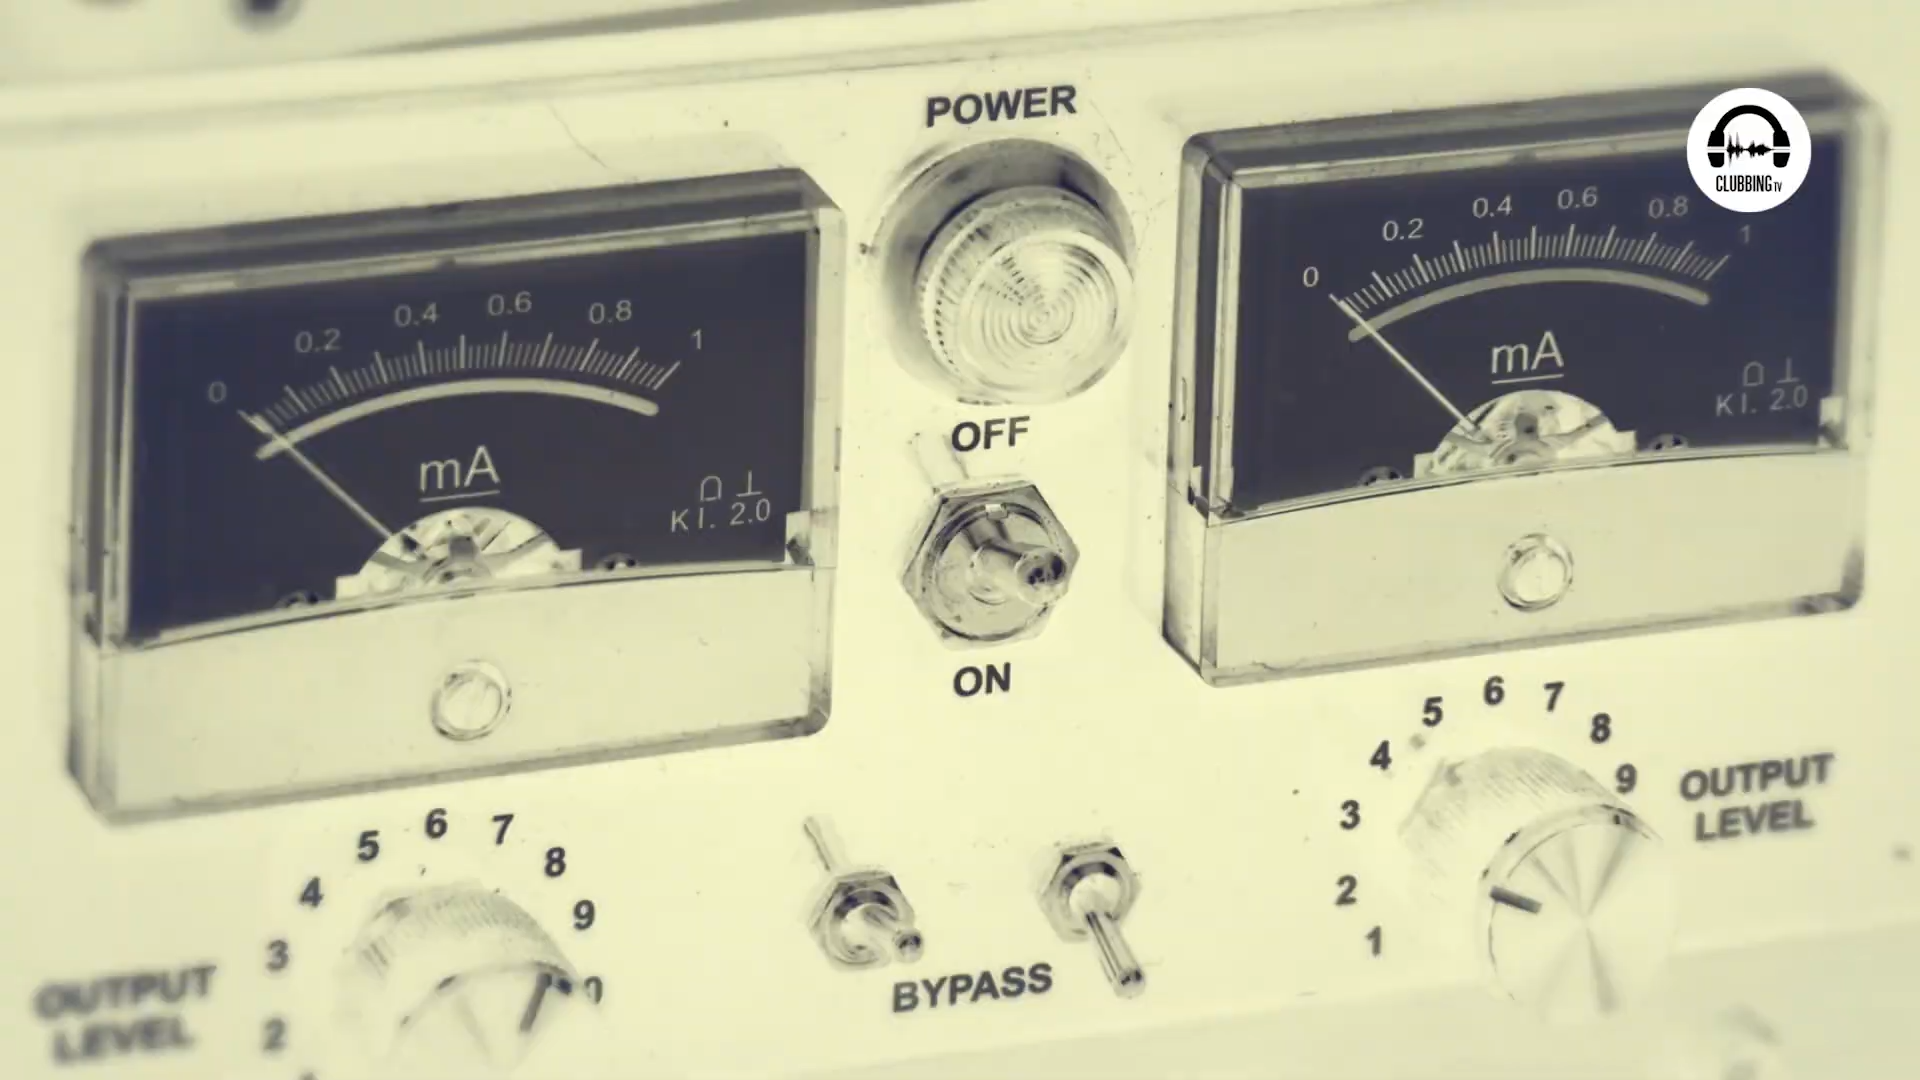 POWER
CLUBBING TV
0 0.2 0.4 0.6 0.8 1
mA
KI. 2.0
0 0.2 0.4 0.6 0.8 1
mA
KI. 2.0
OFF
ON
1 2 3 4 5 6 7 8 9
OUTPUT
LEVEL
2 3 4 5 6 7 8 9
OUTPUT
LEVEL
BYPASS